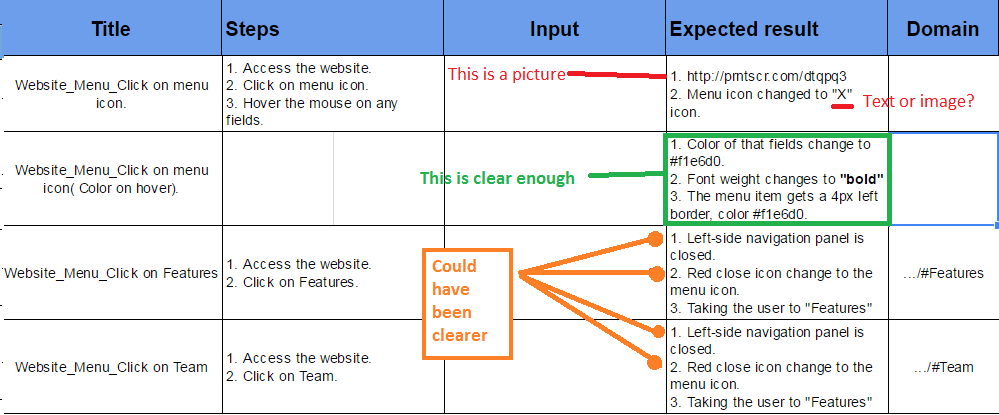 Title
Steps
Input
Expected result
Domain
Website_Menu_Click on menu
icon.
1. Access the website.
2. Click on menu icon.
3. Hover the mouse on any
fields.
This is a picture
1. http://prntscr.com/dtqpq3
2. Menu icon changed to "X"
icon.
Text or image?
Website_Menu_Click on menu
icon( Color on hover).
This is clear enough
1. Color of that fields change to
#f1e6d0.
2. Font weight changes to "bold"
3. The menu item gets a 4px left
border, color #f1e6d0.
Website_Menu_Click on Features
1. Access the website.
2. Click on Features.
Could
have
been
clearer
1. Left-side navigation panel is
closed.
2. Red close icon change to the
menu icon.
3. Taking the user to "Features"
.../#Features
Website_Menu_Click on Team
1. Access the website.
2. Click on Team.
1. Left-side navigation panel is
closed.
2. Red close icon change to the
menu icon.
3. Taking the user to "Features"
.../#Team